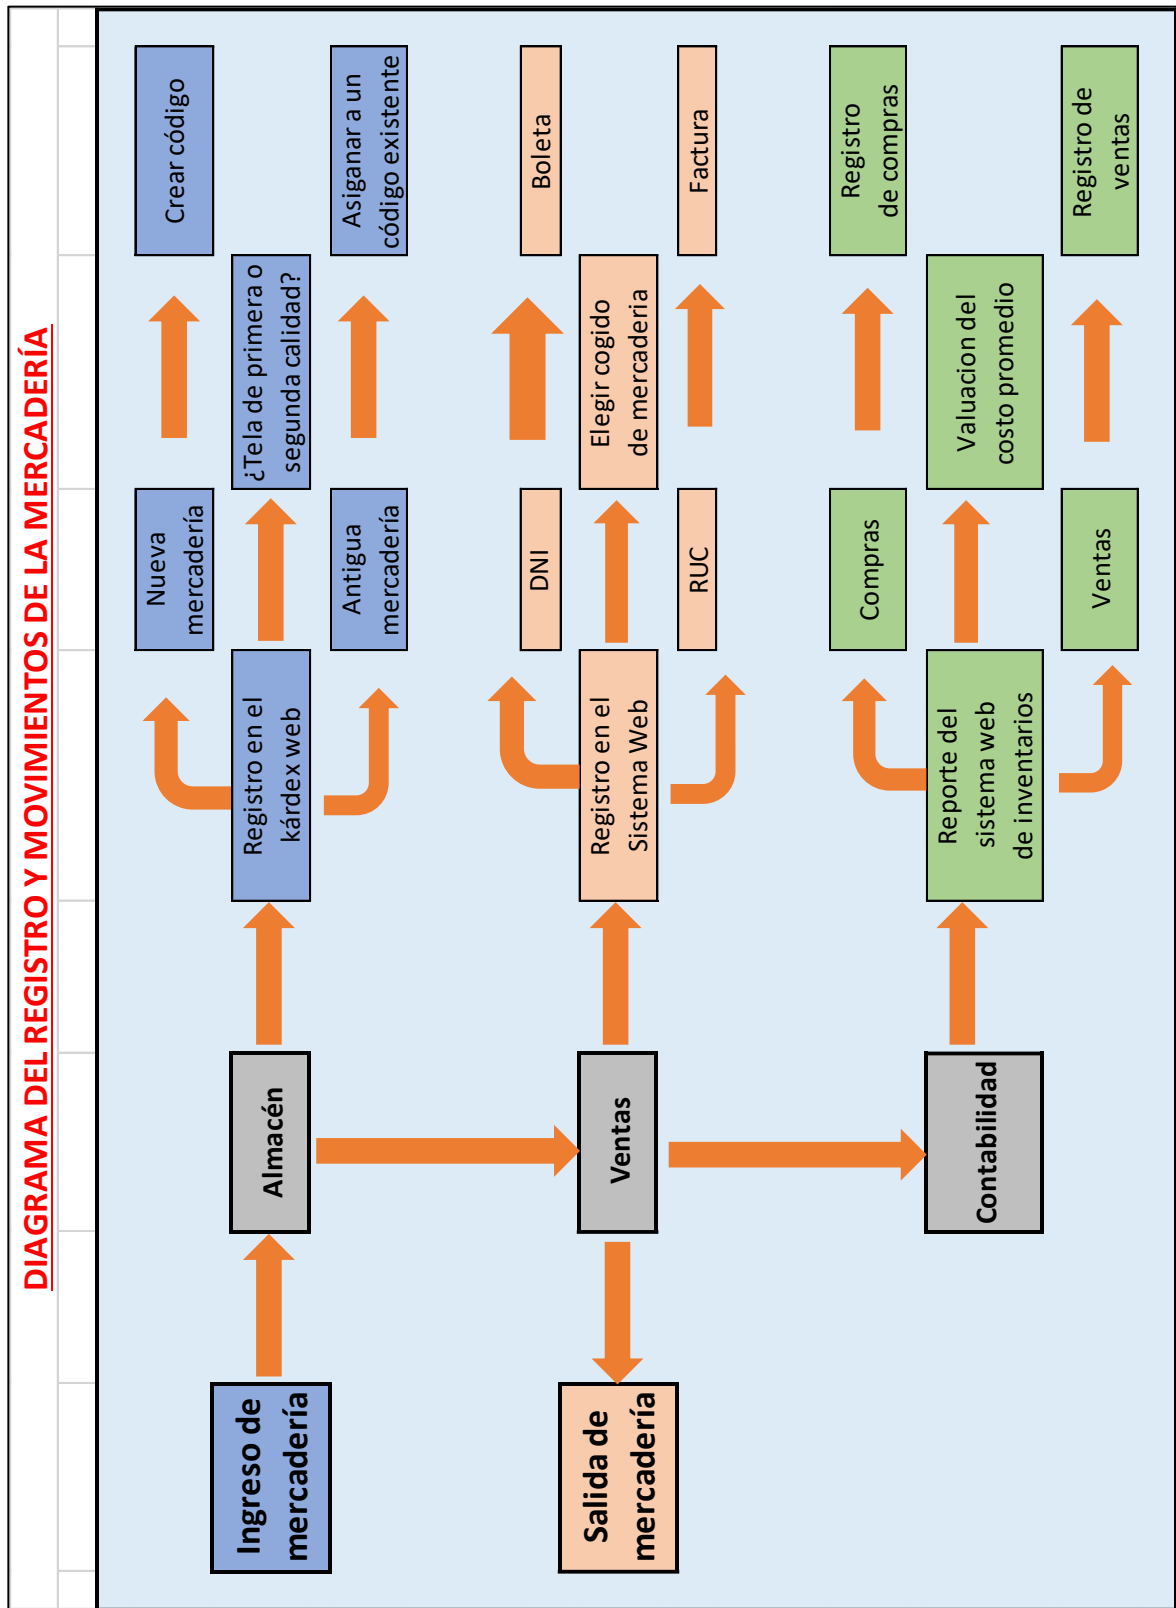 DIAGRAMA DEL REGISTRO Y MOVIMIENTOS DE LA MERCADERÍA
Ingreso de
mercadería
Almacén
Registro en el
kárdex web
Nueva
mercadería
Crear código
¿Tela de primera o
segunda calidad?
Antigua
mercadería
Asiganar a un
código existente
Salida de
mercadería
Ventas
Registro en el
Sistema Web
DNI
Boleta
Elegir cogido
de mercaderia
RUC
Factura
Contabilidad
Reporte del
sistema web
de inventarios
Compras
Registro
de compras
Valuacion del
costo promedio
Ventas
Registro de
ventas